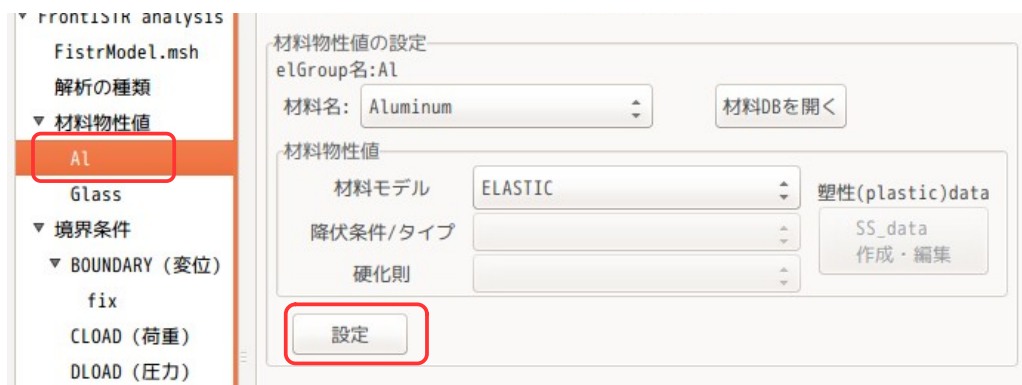 ▼ FrontISTR analysis
FistrModel.msh
解析の種類
▼ 材料物性値
Al
Glass
▼ 境界条件
▼ BOUNDARY (変位)
fix
CLOAD (荷重)
DLOAD (圧力)
材料物性値の設定
elGroup名:Al
材料名: Aluminum 材料DBを開く
材料物性値
材料モデル ELASTIC 塑性(plastic)data
降伏条件/タイプ SS_data
作成・編集
硬化則
設定